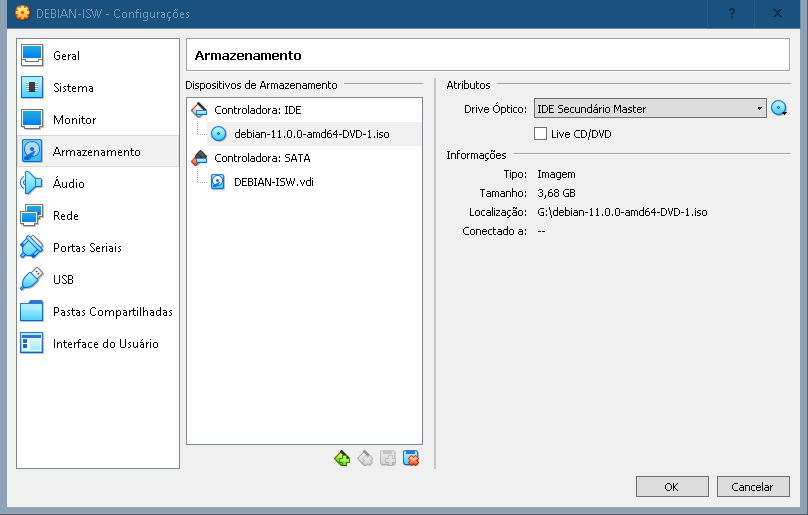 DEBIAN-ISW - Configurações
?
x
Geral
Sistema
Monitor
Armazenamento
Áudio
Rede
Portas Seriais
USB
Pastas Compartilhadas
Interface do Usuário
Armazenamento
Dispositivos de Armazenamento
Controladora: IDE
debian-11.0.0-amd64-DVD-1.iso
Controladora: SATA
DEBIAN-ISW.vdi
Atributos
Drive Óptico: IDE Secundário Master
Live CD/DVD
Informações
Tipo: Imagem
Tamanho: 3,68 GB
Localização: G:\debian-11.0.0-amd64-DVD-1.iso
Conectado a: --
OK
Cancelar